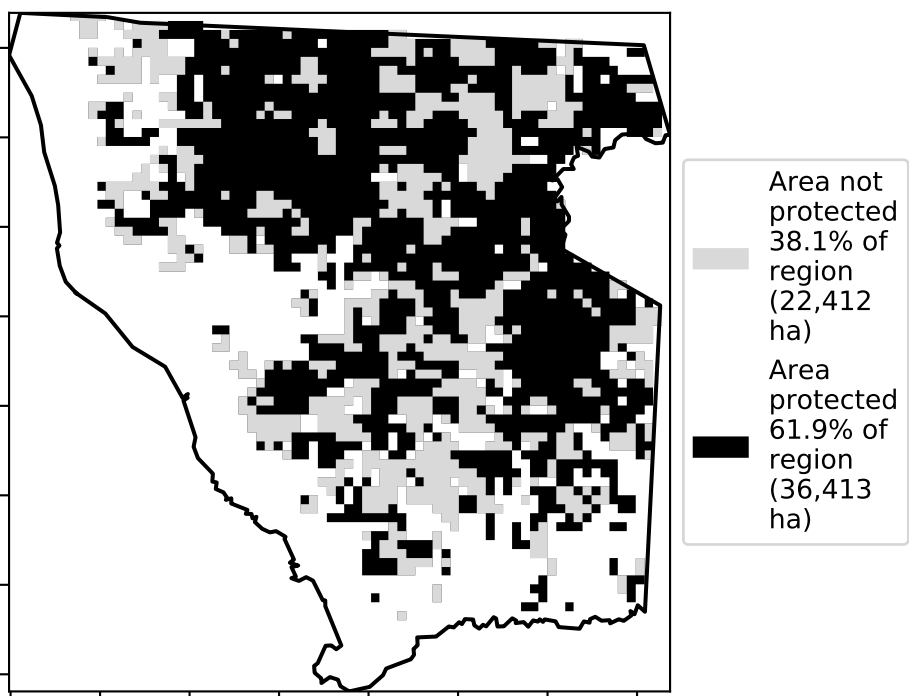 Area not
protected
38.1% of
region
(22,412
ha)
Area
protected
61.9% of
region
(36,413
ha)